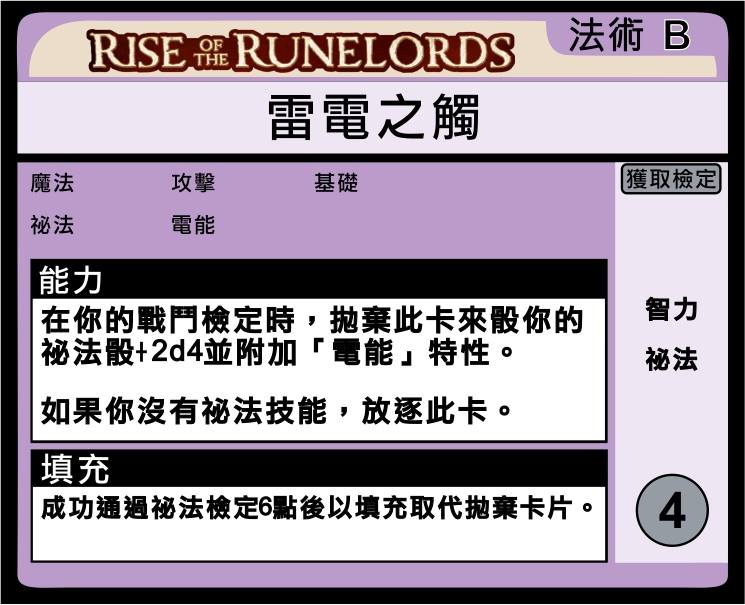 RISE OF THE RUNELORDS
法術 B
雷電之觸
魔法 攻擊 基礎
祕法 電能
獲取檢定
智力
祕法
4
能力
在你的戰鬥檢定時，拋棄此卡來骰你的
祕法骰+2d4並附加「電能」特性。
如果你沒有祕法技能，放逐此卡。
填充
成功通過祕法檢定6點後以填充取代拋棄卡片。